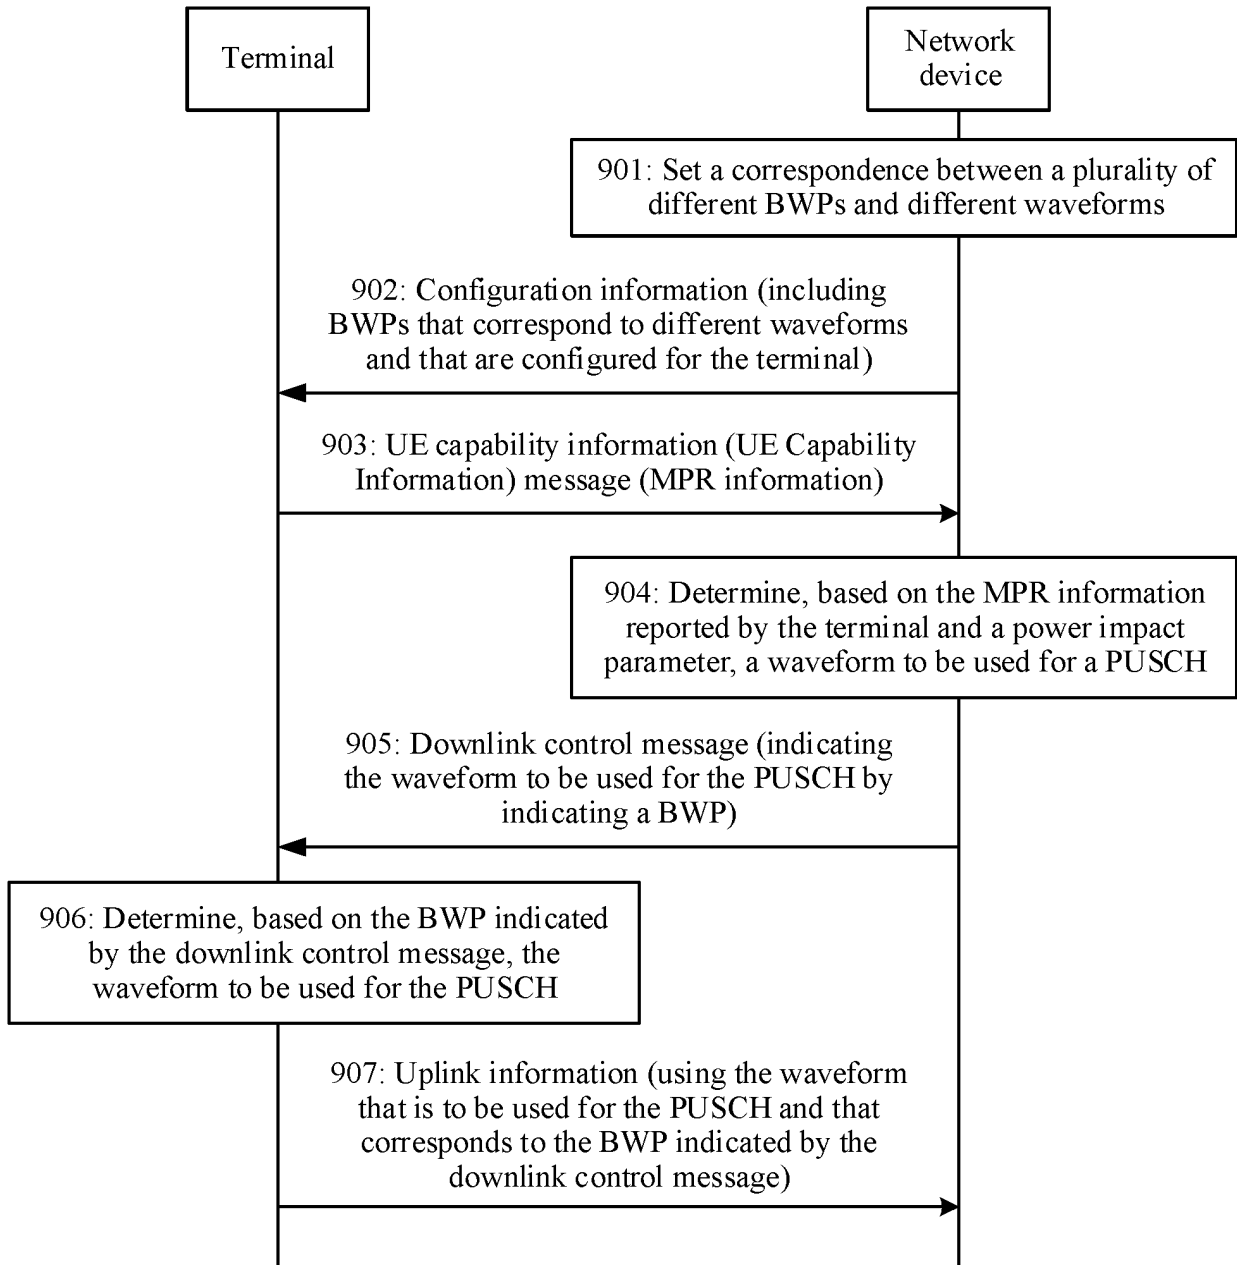 Terminal
Network
device
901: Set a correspondence between a plurality of
different BWPs and different waveforms
902: Configuration information (including
BWPs that correspond to different waveforms
and that are configured for the terminal)
903: UE capability information (UE Capability
Information) message (MPR information)
904: Determine, based on the MPR information
reported by the terminal and a power impact
parameter, a waveform to be used for a PUSCH
905: Downlink control message (indicating
the waveform to be used for the PUSCH by
indicating a BWP)
906: Determine, based on the BWP indicated
by the downlink control message, the
waveform to be used for the PUSCH
907: Uplink information (using the waveform
that is to be used for the PUSCH and that
corresponds to the BWP indicated by the
downlink control message)